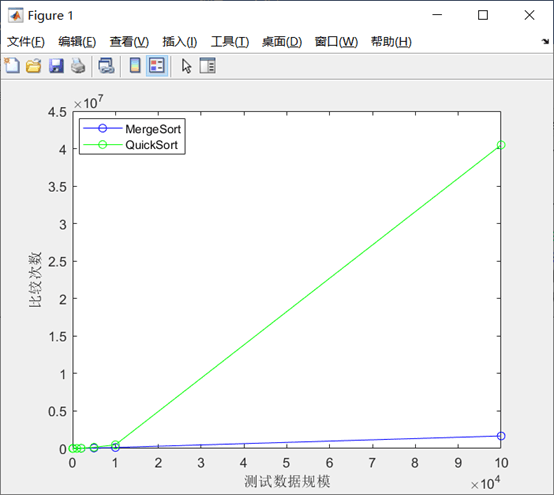 Figure 1
文件(F) 编辑(E) 查看(V) 插入(I) 工具(T) 桌面(D) 窗口(W) 帮助(H)
×10^7
4.5
4
3.5
3
2.5
2
1.5
1
0.5
0
MergeSort
QuickSort
比较次数
0 1 2 3 4 5 6 7 8 9 10
测试数据规模
×10^4